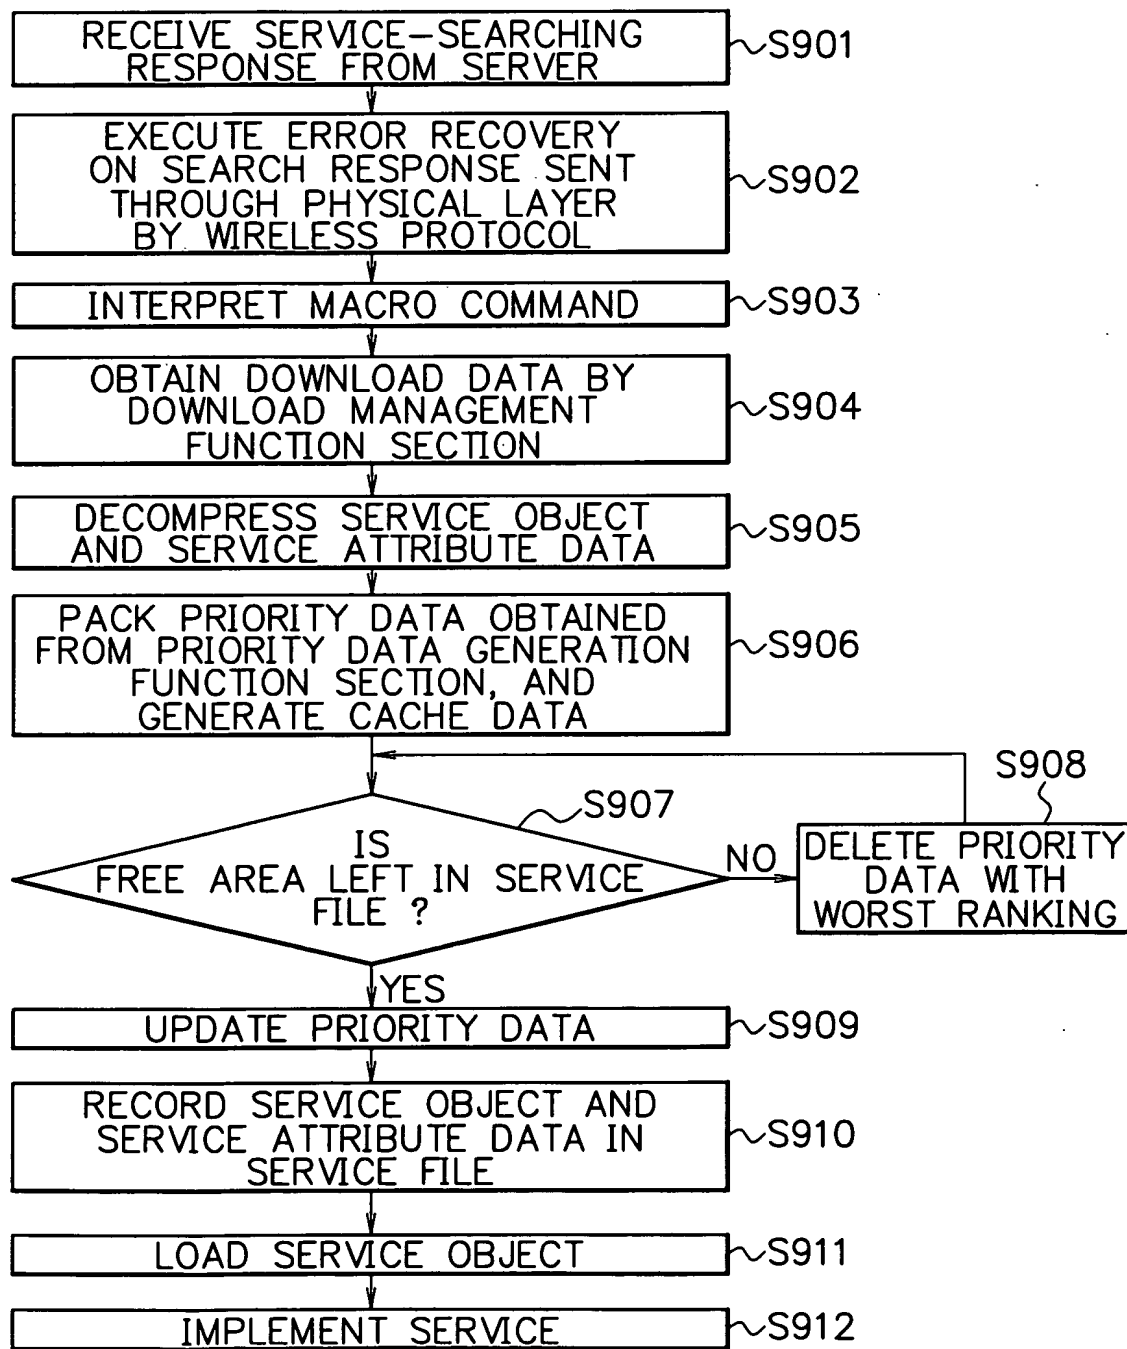 RECEIVE SERVICE-SEARCHING
RESPONSE FROM SERVER
S901
EXECUTE ERROR RECOVERY
ON SEARCH RESPONSE SENT
THROUGH PHYSICAL LAYER
BY WIRELESS PROTOCOL
S902
INTERPRET MACRO COMMAND
S903
OBTAIN DOWNLOAD DATA BY
DOWNLOAD MANAGEMENT
FUNCTION SECTION
S904
DECOMPRESS SERVICE OBJECT
AND SERVICE ATTRIBUTE DATA
S905
PACK PRIORITY DATA OBTAINED
FROM PRIORITY DATA GENERATION
FUNCTION SECTION, AND
GENERATE CACHE DATA
S906
S907
IS
FREE AREA LEFT IN SERVICE
FILE ?
NO
S908
DELETE PRIORITY
DATA WITH
WORST RANKING
YES
UPDATE PRIORITY DATA
S909
RECORD SERVICE OBJECT AND
SERVICE ATTRIBUTE DATA IN
SERVICE FILE
S910
LOAD SERVICE OBJECT
S911
IMPLEMENT SERVICE
S912